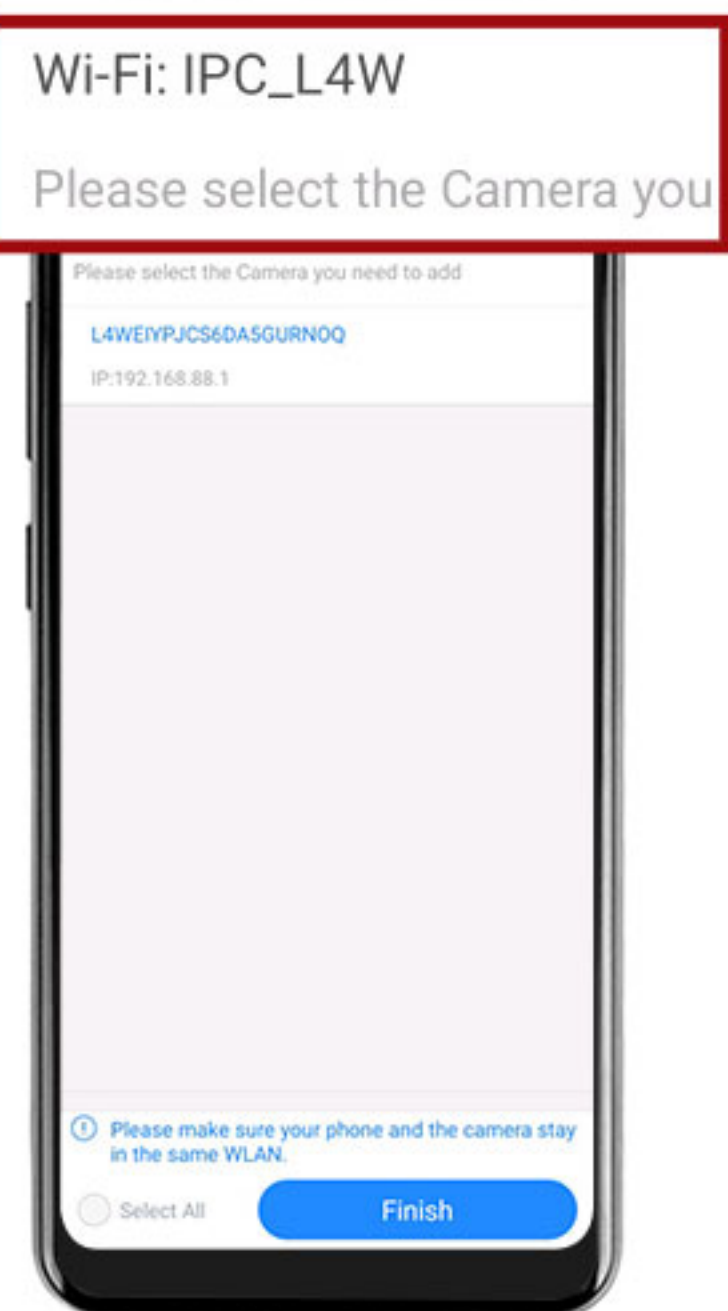 Wi-Fi: IPC_L4W
Please select the Camera you
Please select the Camera you need to add
L4WEIYPJCS6DA5GURNOQ
IP:192.168.88.1
Please make sure your phone and the camera stay
in the same WLAN.
Select All
Finish